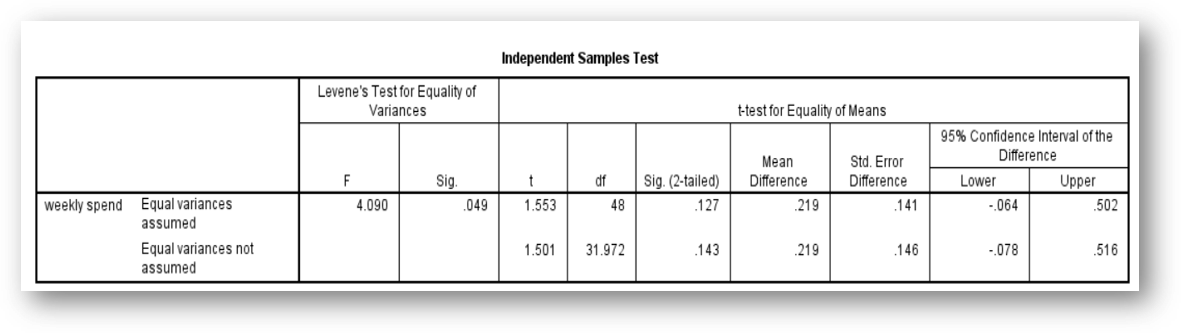 Independent Samples Test
Levene's Test for Equality of
Variances
t-test for Equality of Means
F
Sig.
t
df
Sig. (2-tailed)
Mean
Difference
Std. Error
Difference
95% Confidence Interval of the
Difference
Lower
Upper
weekly spend
Equal variances
assumed
4.090
.049
1.553
48
.127
.219
.141
-.064
.502
Equal variances not
assumed
1.501
31.972
.143
.219
.146
-.078
.516